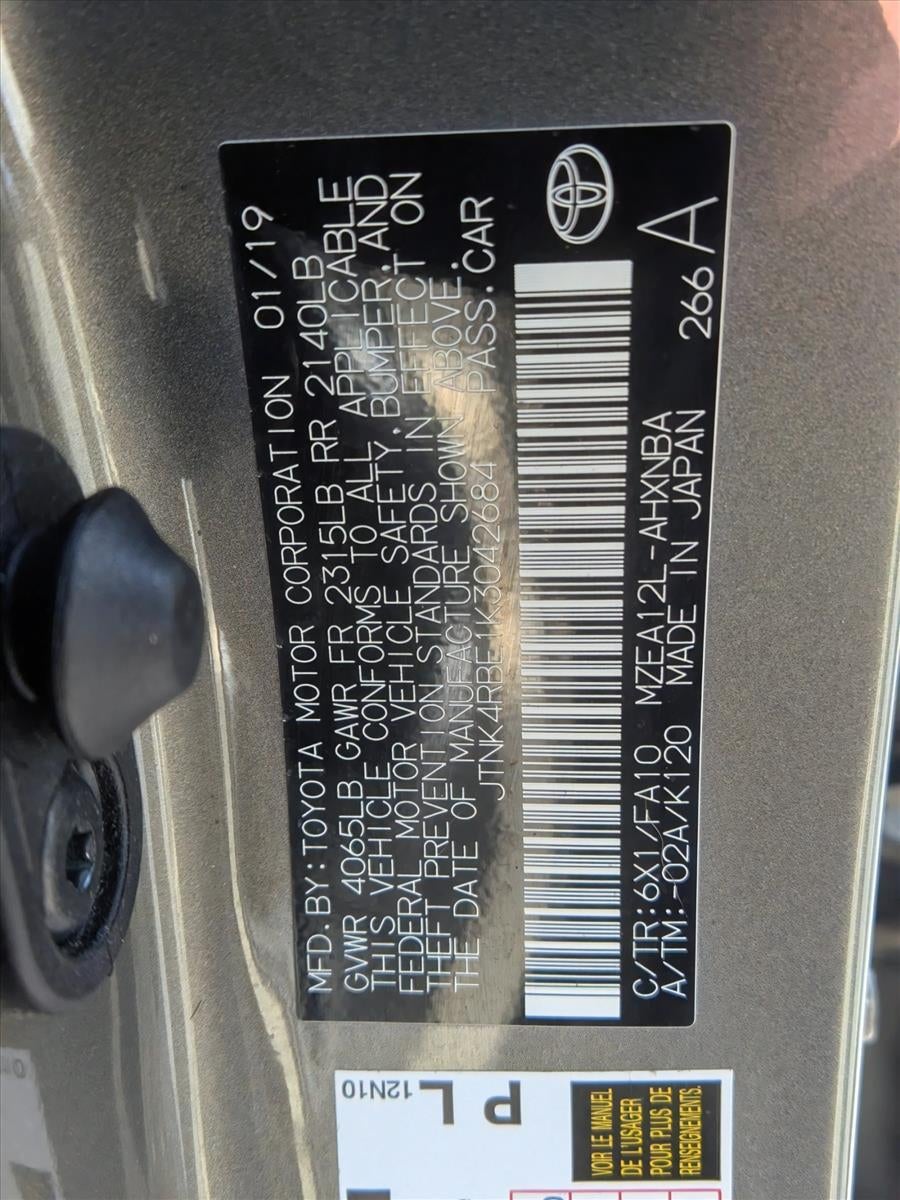 MFD.BY:TOYOTA MOTOR CORPORATION 01/19
GVWR 4065LB GAWR FR 2315LB RR 2140LB
THIS VEHICLE CONFORMS TO ALL APPLICABLE
FEDERAL MOTOR VEHICLE SAFETY, BUMPER, AND
THEFT PREVENTION STANDARDS IN EFFECT ON
THE DATE OF MANUFACTURE SHOWN ABOVE.
JTNK4RBE1K3042684 PASS.CAR
C/TR:6X1/FA10 MZEA12L-AHXNBA
A/TM:-02A/K120 MADE IN JAPAN 266 A
12N10
P L
VOIR LE MANUEL
DE L'USAGER
POUR PLUS DE
RENSEIGNEMENTS.